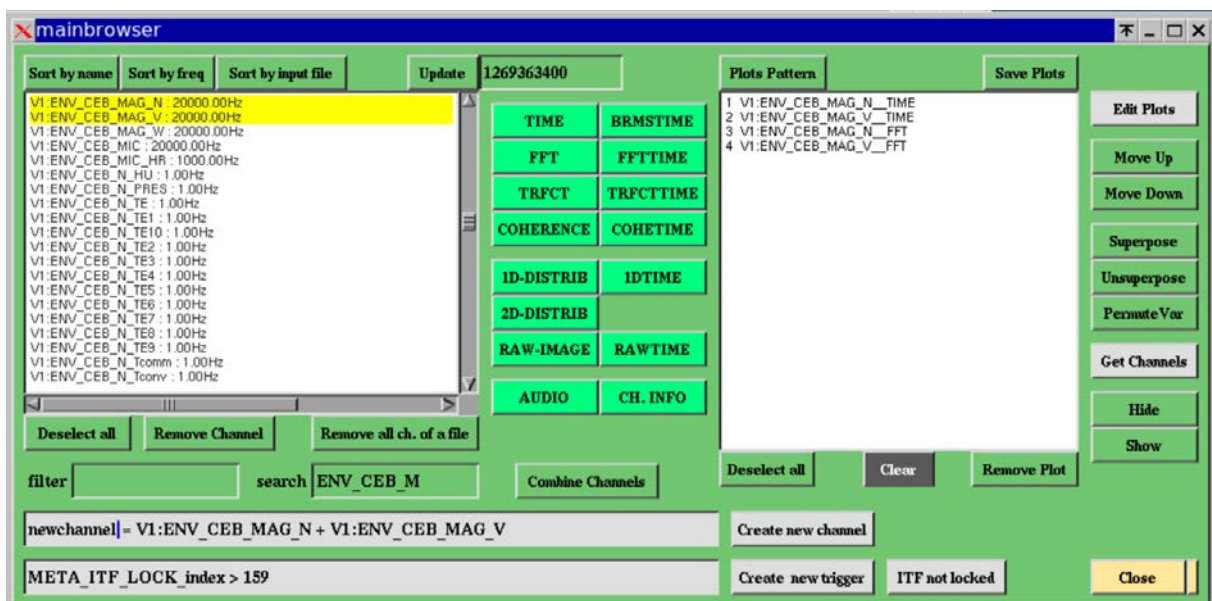 mainbrowser
Sort by name Sort by freq Sort by input file Update 1269363400 Plots Pattern Save Plots
V1:ENV_CEB_MAG_N : 20000.00Hz
V1:ENV_CEB_MAG_V : 20000.00Hz
V1:ENV_CEB_MAG_W : 20000.00Hz
V1:ENV_CEB_MIC : 20000.00Hz
V1:ENV_CEB_MIC_HR : 1000.00Hz
V1:ENV_CEB_N_HU : 1.00Hz
V1:ENV_CEB_N_PRES : 1.00Hz
V1:ENV_CEB_N_TE : 1.00Hz
V1:ENV_CEB_N_TE1 : 1.00Hz
V1:ENV_CEB_N_TE10 : 1.00Hz
V1:ENV_CEB_N_TE2 : 1.00Hz
V1:ENV_CEB_N_TE3 : 1.00Hz
V1:ENV_CEB_N_TE4 : 1.00Hz
V1:ENV_CEB_N_TE5 : 1.00Hz
V1:ENV_CEB_N_TE6 : 1.00Hz
V1:ENV_CEB_N_TE7 : 1.00Hz
V1:ENV_CEB_N_TE8 : 1.00Hz
V1:ENV_CEB_N_TE9 : 1.00Hz
V1:ENV_CEB_N_Tcomm : 1.00Hz
V1:ENV_CEB_N_Tconv : 1.00Hz
TIME BRMSTIME
FFT FFTTIME
TRFCT TRFCTTIME
COHERENCE COHETIME
1D-DISTRIB 1DTIME
2D-DISTRIB
RAW-IMAGE RAWTIME
AUDIO CH. INFO
1 V1:ENV_CEB_MAG_N__TIME
2 V1:ENV_CEB_MAG_V__TIME
3 V1:ENV_CEB_MAG_N__FFT
4 V1:ENV_CEB_MAG_V__FFT
Edit Plots
Move Up
Move Down
Superpose
Unsuperpose
PermuteVar
Get Channels
Hide
Show
Deselect all Remove Channel Remove all ch. of a file
Deselect all Clear Remove Plot
filter search ENV_CEB_M Combine Channels
newchannel = V1:ENV_CEB_MAG_N + V1:ENV_CEB_MAG_V Create new channel
META_ITF_LOCK_index > 159 Create new trigger ITF not locked Close